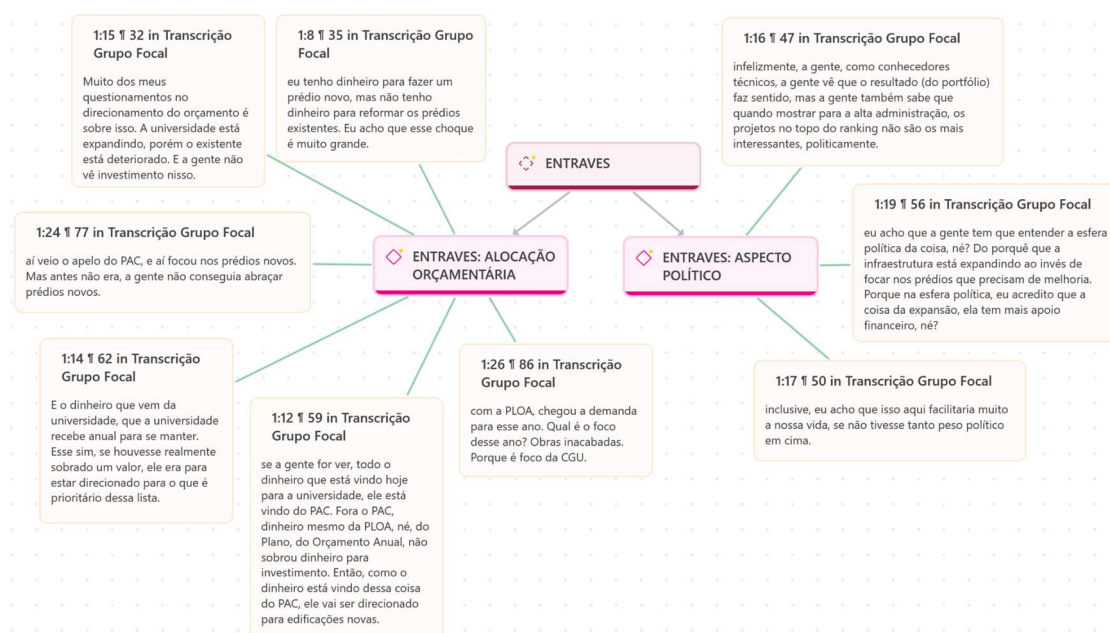 1:15 ¶ 32 in Transcrição
Grupo Focal
Muito dos meus
questionamentos no
direcionamento do orçamento é
sobre isso. A universidade está
expandindo, porém o existente
está deteriorado. E a gente não
vê investimento nisso.
1:8 ¶ 35 in Transcrição Grupo
Focal
eu tenho dinheiro para fazer um
prédio novo, mas não tenho
dinheiro para reformar os prédios
existentes. Eu acho que esse choque
é muito grande.
1:16 ¶ 47 in Transcrição Grupo Focal
infelizmente, a gente, como conhecedores
técnicos, a gente vê que o resultado (do portfólio)
faz sentido, mas a gente também sabe que
quando mostrar para a alta administração, os
projetos no topo do ranking não são os mais
interessantes, politicamente.
ENTRAVES
1:24 ¶ 77 in Transcrição Grupo Focal
aí veio o apelo do PAC, e aí focou nos prédios novos.
Mas antes não era, a gente não conseguia abraçar
prédios novos.
ENTRAVES: ALOCAÇÃO
ORÇAMENTÁRIA
ENTRAVES: ASPECTO
POLÍTICO
1:19 ¶ 56 in Transcrição Grupo Focal
eu acho que a gente tem que entender a esfera
política da coisa, né? Do porquê que a
infraestrutura está expandindo ao invés de
focar nos prédios que precisam de melhoria.
Porque na esfera política, eu acredito que a
coisa da expansão, ela tem mais apoio
financeiro, né?
1:14 ¶ 62 in Transcrição
Grupo Focal
E o dinheiro que vem da
universidade, que a universidade
recebe anual para se manter.
Esse sim, se houvesse realmente
sobrado um valor, ele era para
estar direcionado para o que é
prioritário dessa lista.
1:12 ¶ 59 in Transcrição
Grupo Focal
se a gente for ver, todo o
dinheiro que está vindo hoje
para a universidade, ele está
vindo do PAC. Fora o PAC,
dinheiro mesmo da PLOA, né, do
Plano, do Orçamento Anual, não
sobrou dinheiro para
investimento. Então, como o
dinheiro está vindo dessa coisa
do PAC, ele vai ser direcionado
para edificações novas.
1:26 ¶ 86 in Transcrição
Grupo Focal
com a PLOA, chegou a demanda
para esse ano. Qual é o foco
desse ano? Obras inacabadas.
Porque é foco da CGU.
1:17 ¶ 50 in Transcrição Grupo Focal
inclusive, eu acho que isso aqui facilitaria muito
a nossa vida, se não tivesse tanto peso político
em cima.